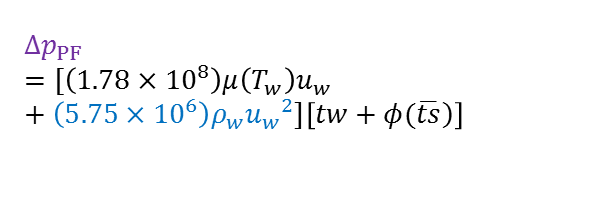 Δp_PF
= [(1.78 × 10⁸)μ(T_w)u_w
+ (5.75 × 10⁶)ρ_w u_w²][tw + ϕ(t̅s̅)]